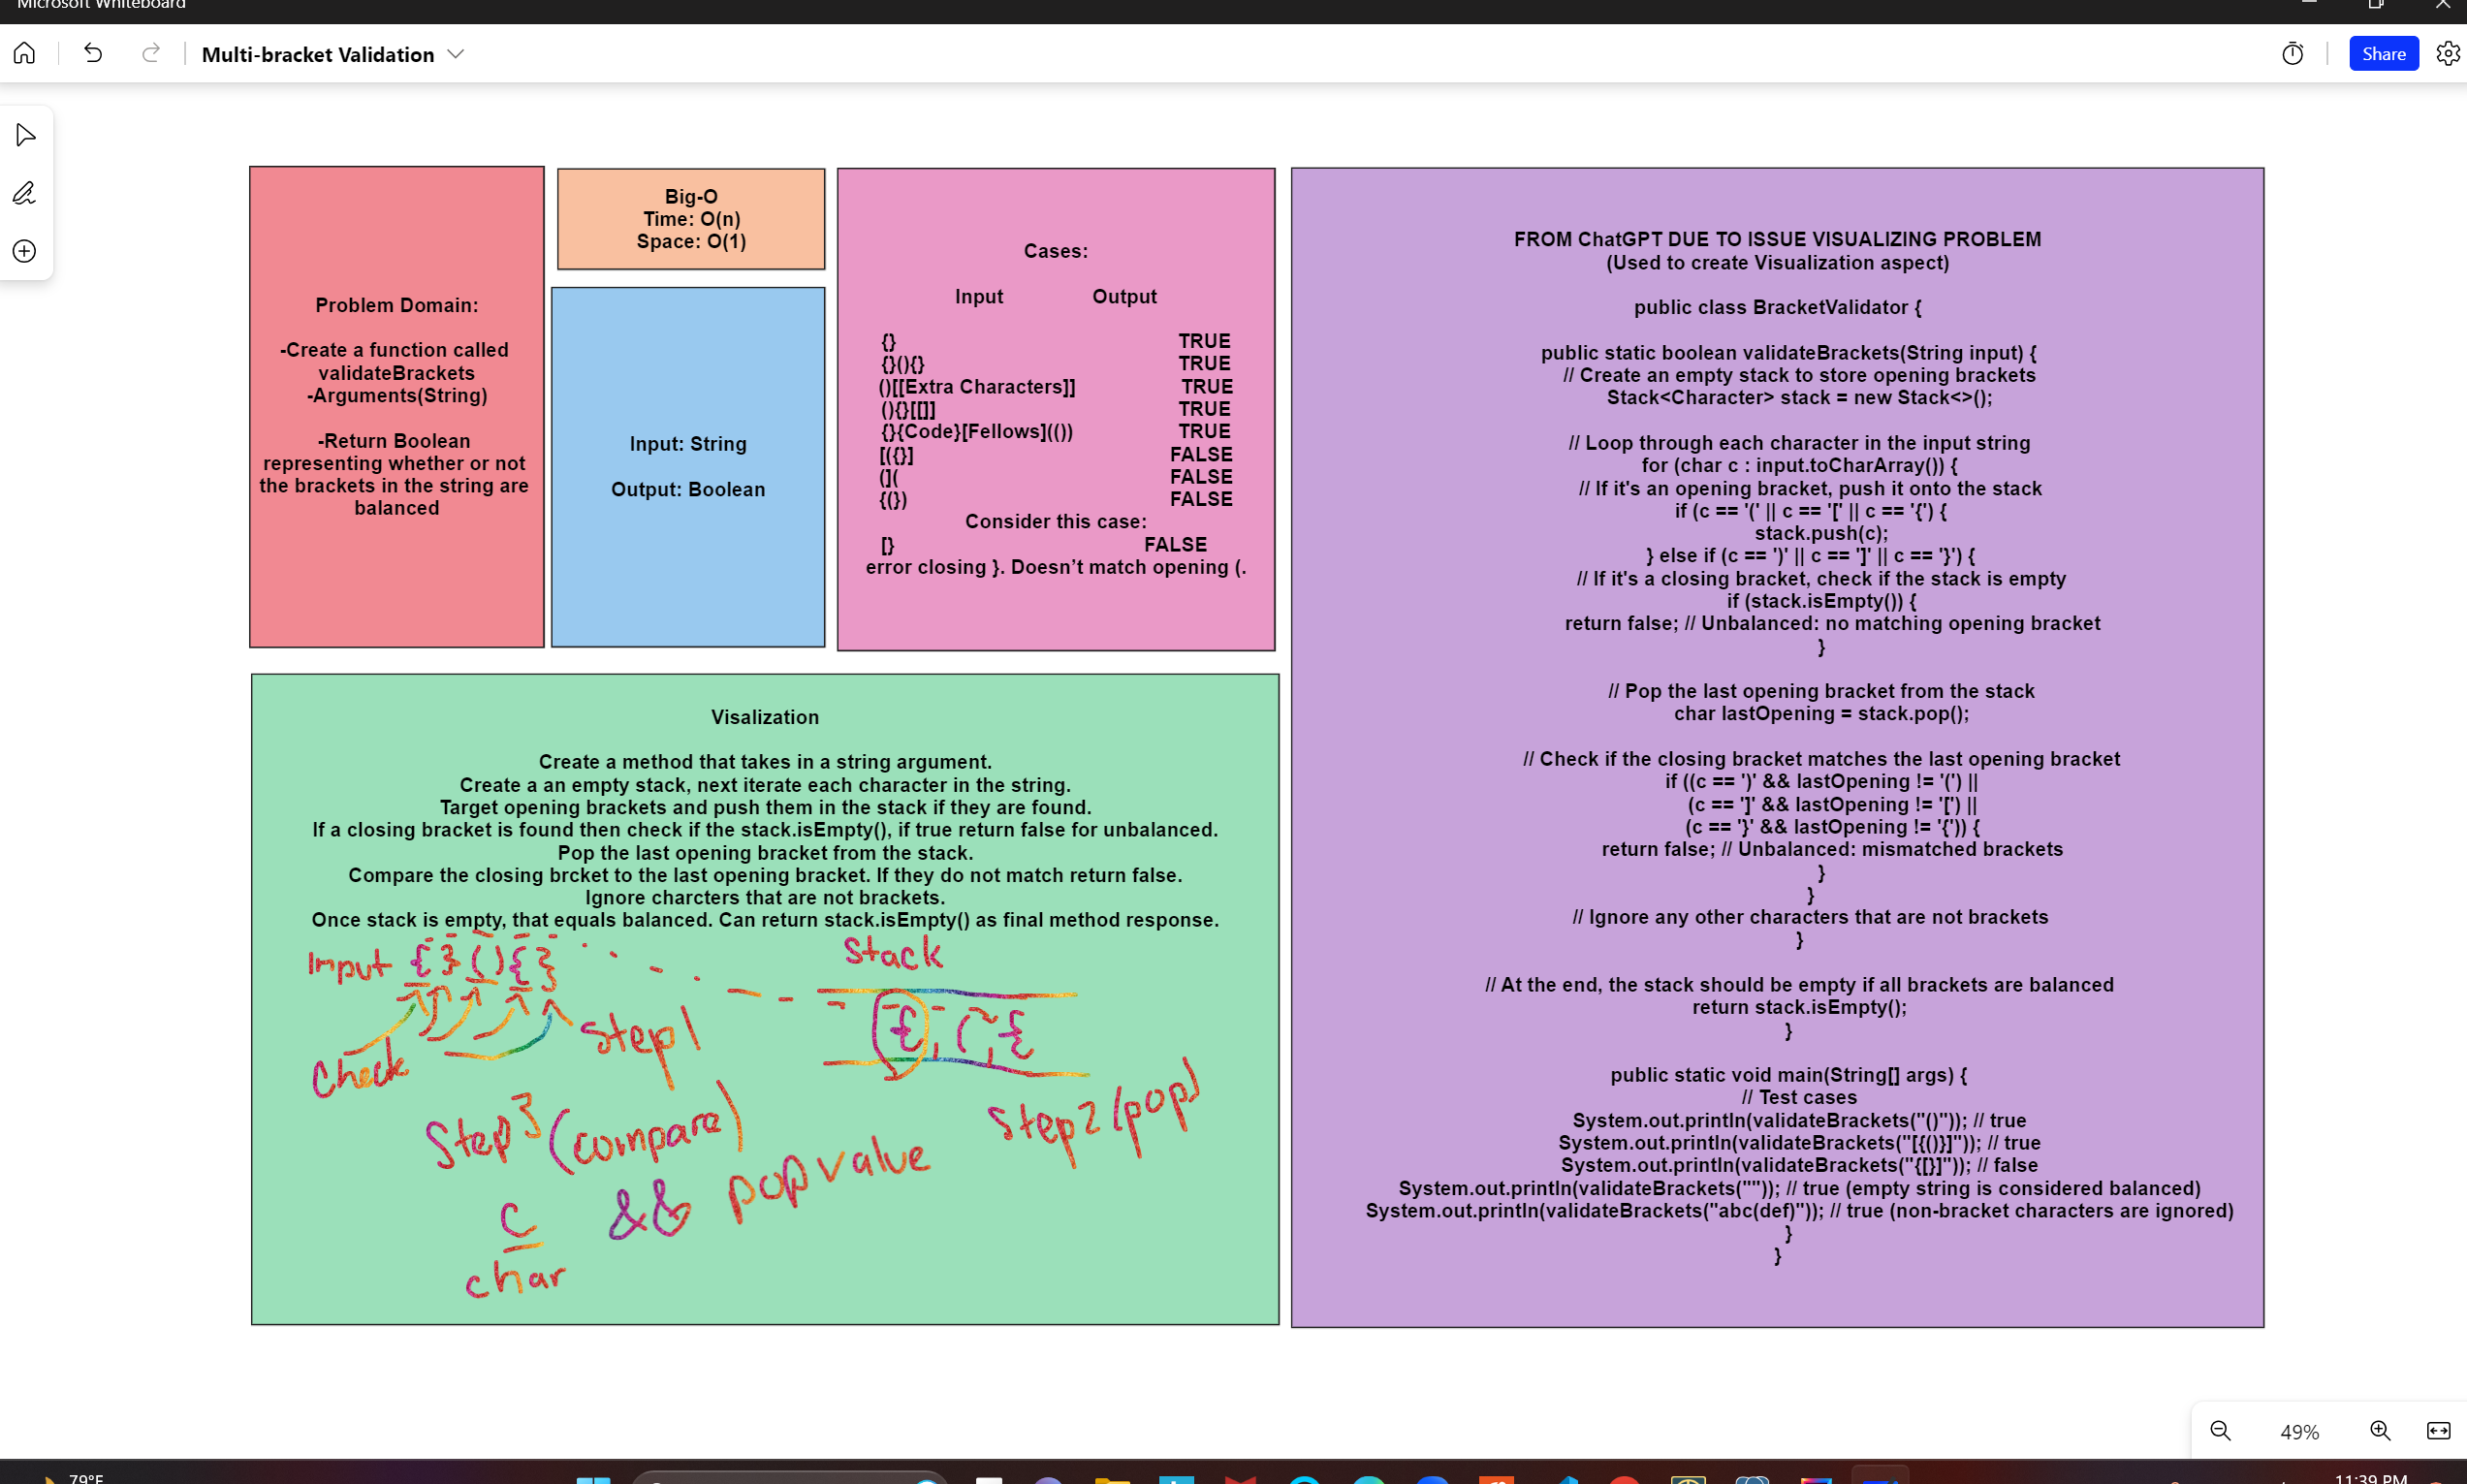 Microsoft Whiteboard
Multi-bracket Validation
Share
Problem Domain:
-Create a function called
validateBrackets
-Arguments(String)
-Return Boolean
representing whether or not
the brackets in the string are
balanced
Big-O
Time: O(n)
Space: O(1)
Input: String
Output: Boolean
Cases:
Input Output
{} TRUE
{}(){} TRUE
()[[Extra Characters]] TRUE
(){}[[]] TRUE
{}{Code}[Fellows](()) TRUE
[({}] FALSE
(]( FALSE
{(}) FALSE
Consider this case:
[} FALSE
error closing }. Doesn’t match opening (.
Visalization
Create a method that takes in a string argument.
Create a an empty stack, next iterate each character in the string.
Target opening brackets and push them in the stack if they are found.
If a closing bracket is found then check if the stack.isEmpty(), if true return false for unbalanced.
Pop the last opening bracket from the stack.
Compare the closing brcket to the last opening bracket. If they do not match return false.
Ignore charcters that are not brackets.
Once stack is empty, that equals balanced. Can return stack.isEmpty() as final method response.
Input {}(){}
Stack
{, (, {
Check
Step1
Step2 (pop)
Step3 (compare)
C && pop value
char
FROM ChatGPT DUE TO ISSUE VISUALIZING PROBLEM
(Used to create Visualization aspect)
public class BracketValidator {
public static boolean validateBrackets(String input) {
// Create an empty stack to store opening brackets
Stack<Character> stack = new Stack<>();
// Loop through each character in the input string
for (char c : input.toCharArray()) {
// If it's an opening bracket, push it onto the stack
if (c == '(' || c == '[' || c == '{') {
stack.push(c);
} else if (c == ')' || c == ']' || c == '}') {
// If it's a closing bracket, check if the stack is empty
if (stack.isEmpty()) {
return false; // Unbalanced: no matching opening bracket
}
// Pop the last opening bracket from the stack
char lastOpening = stack.pop();
// Check if the closing bracket matches the last opening bracket
if ((c == ')' && lastOpening != '(') ||
(c == ']' && lastOpening != '[') ||
(c == '}' && lastOpening != '{')) {
return false; // Unbalanced: mismatched brackets
}
}
// Ignore any other characters that are not brackets
}
// At the end, the stack should be empty if all brackets are balanced
return stack.isEmpty();
}
public static void main(String[] args) {
// Test cases
System.out.println(validateBrackets("()")); // true
System.out.println(validateBrackets("[{()}]")); // true
System.out.println(validateBrackets("{[}]")); // false
System.out.println(validateBrackets("")); // true (empty string is considered balanced)
System.out.println(validateBrackets("abc(def)")); // true (non-bracket characters are ignored)
}
}
49%
79°F
11:39 PM